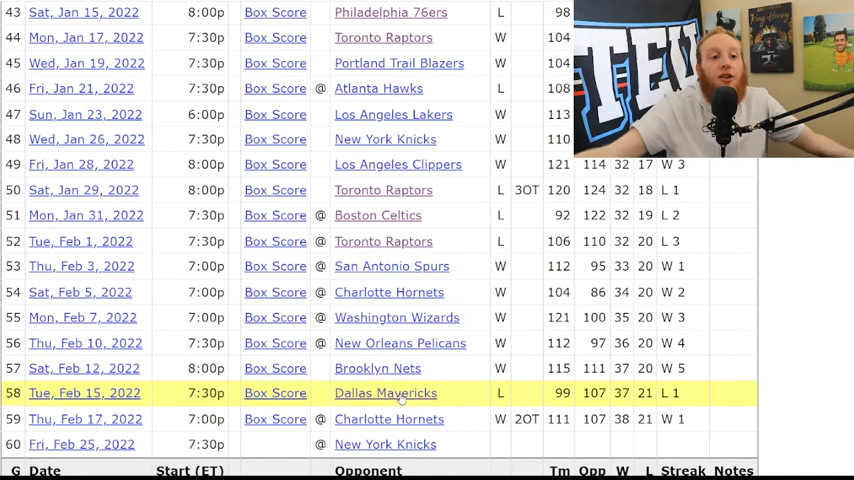 43 Sat, Jan 15, 2022 8:00p Box Score Philadelphia 76ers L 98
44 Mon, Jan 17, 2022 7:30p Box Score Toronto Raptors W 104
45 Wed, Jan 19, 2022 7:30p Box Score Portland Trail Blazers W 104
46 Fri, Jan 21, 2022 7:30p Box Score @ Atlanta Hawks L 108
47 Sun, Jan 23, 2022 6:00p Box Score Los Angeles Lakers W 113
48 Wed, Jan 26, 2022 7:30p Box Score New York Knicks W 110
49 Fri, Jan 28, 2022 8:00p Box Score Los Angeles Clippers W 121 114 32 17 W 3
50 Sat, Jan 29, 2022 8:00p Box Score Toronto Raptors L 3OT 120 124 32 18 L 1
51 Mon, Jan 31, 2022 7:30p Box Score @ Boston Celtics L 92 122 32 19 L 2
52 Tue, Feb 1, 2022 7:30p Box Score @ Toronto Raptors L 106 110 32 20 L 3
53 Thu, Feb 3, 2022 7:00p Box Score @ San Antonio Spurs W 112 95 33 20 W 1
54 Sat, Feb 5, 2022 7:00p Box Score @ Charlotte Hornets W 104 86 34 20 W 2
55 Mon, Feb 7, 2022 7:00p Box Score @ Washington Wizards W 121 100 35 20 W 3
56 Thu, Feb 10, 2022 7:30p Box Score @ New Orleans Pelicans W 112 97 36 20 W 4
57 Sat, Feb 12, 2022 8:00p Box Score Brooklyn Nets W 115 111 37 20 W 5
58 Tue, Feb 15, 2022 7:30p Box Score Dallas Mavericks L 99 107 37 21 L 1
59 Thu, Feb 17, 2022 7:00p Box Score @ Charlotte Hornets W 2OT 111 107 38 21 W 1
60 Fri, Feb 25, 2022 7:30p @ New York Knicks
G Date Start (ET) Opponent Tm Opp W L Streak Notes